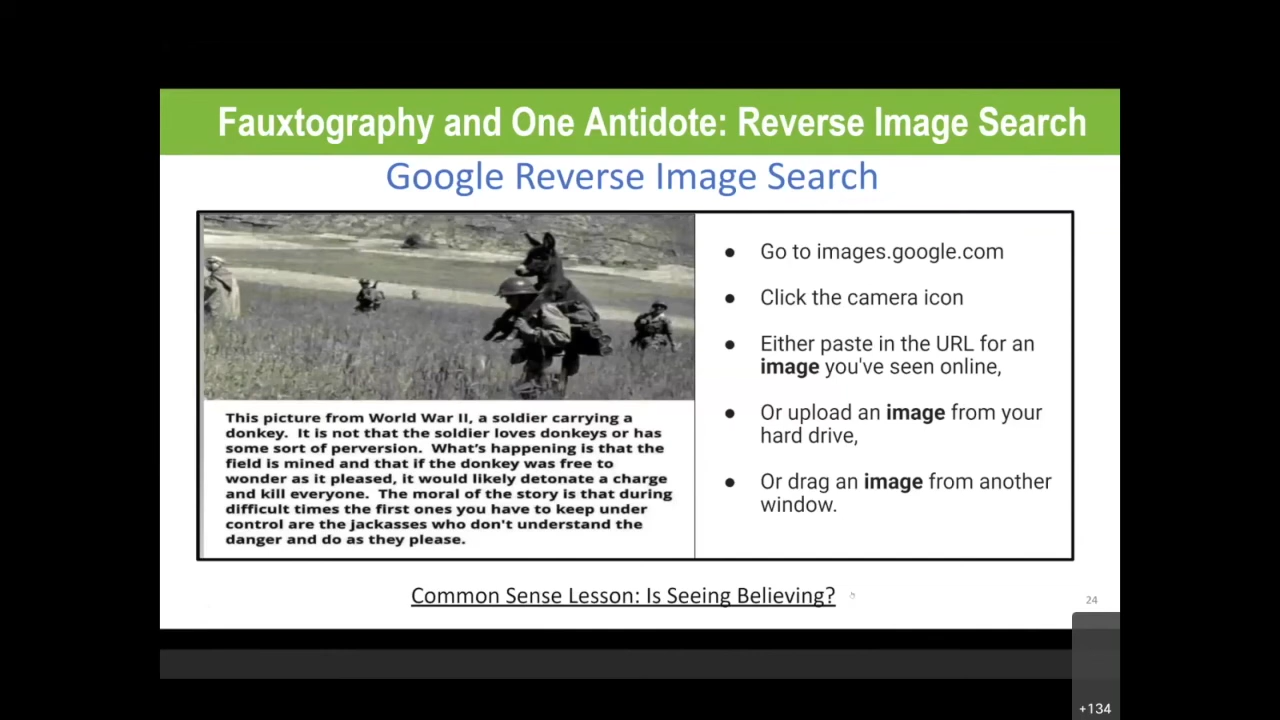 Fauxtography and One Antidote: Reverse Image Search
Google Reverse Image Search
This picture from World War II, a soldier carrying a
donkey. It is not that the soldier loves donkeys or has
some sort of perversion. What's happening is that the
field is mined and that if the donkey was free to
wonder as it pleased, it would likely detonate a charge
and kill everyone. The moral of the story is that during
difficult times the first ones you have to keep under
control are the jackasses who don't understand the
danger and do as they please.
● Go to images.google.com
● Click the camera icon
● Either paste in the URL for an
image you've seen online,
● Or upload an image from your
hard drive,
● Or drag an image from another
window.
Common Sense Lesson: Is Seeing Believing?
24
+134